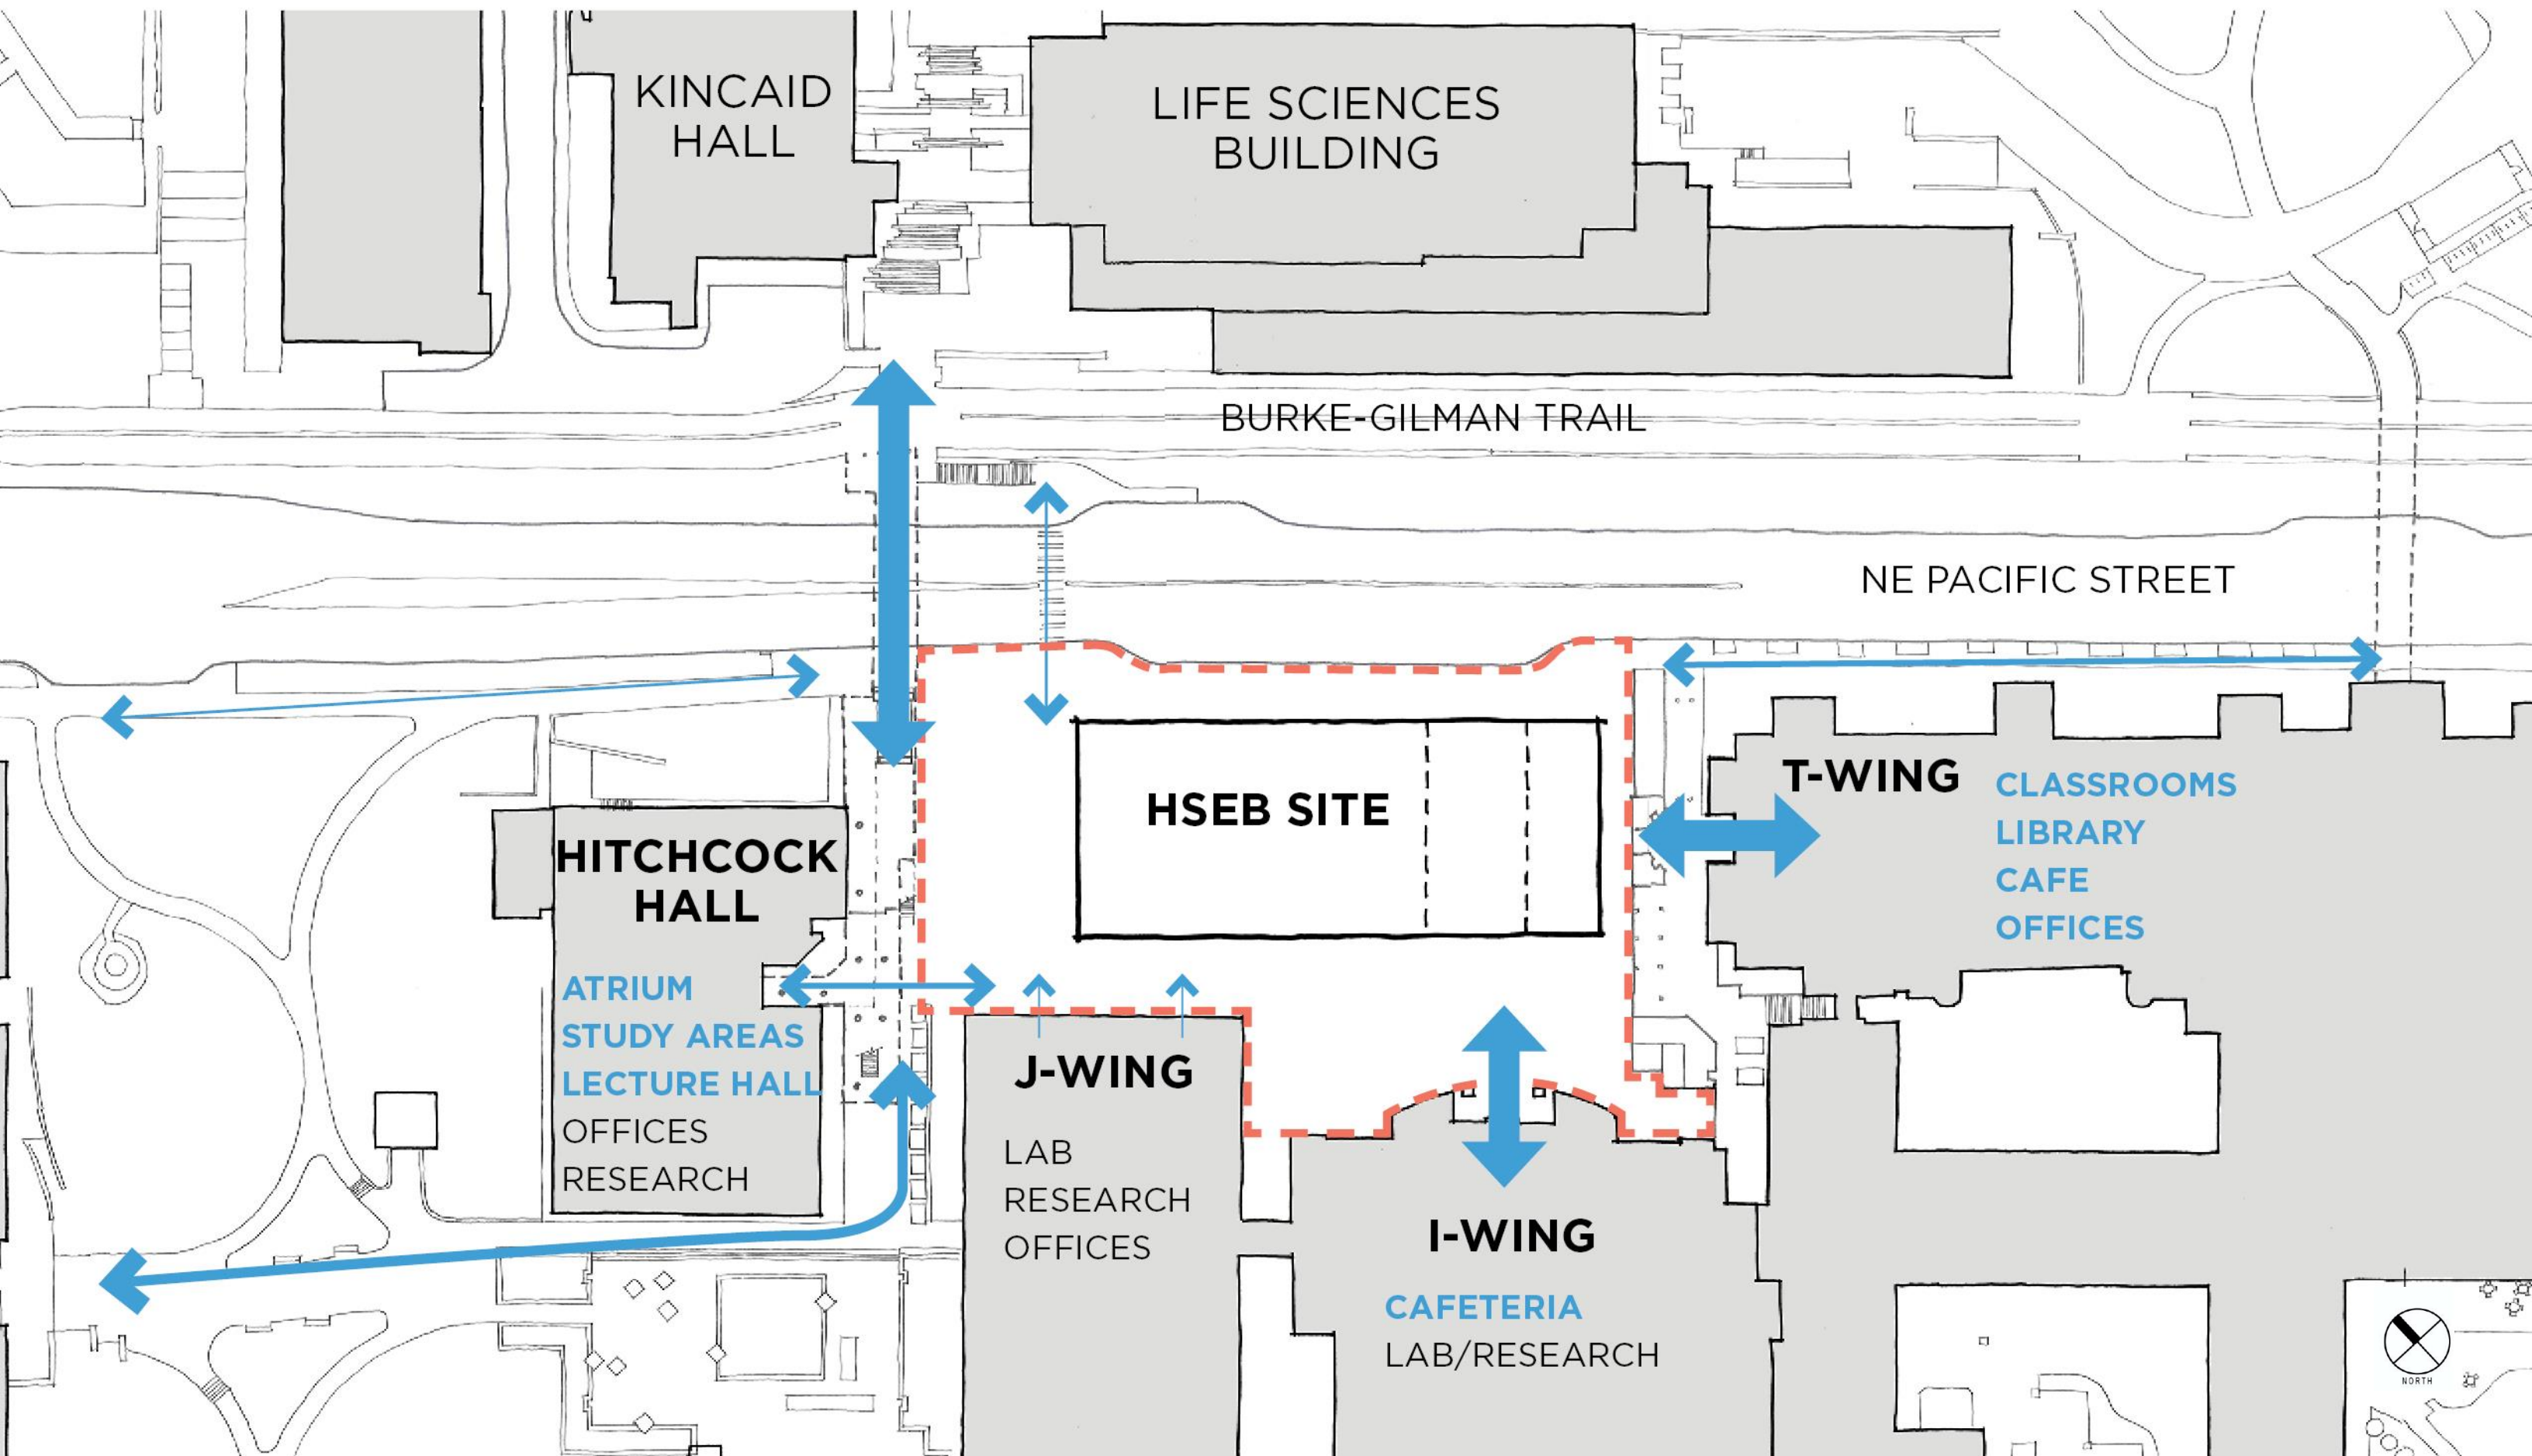 KINCAID
HALL
LIFE SCIENCES
BUILDING
BURKE-GILMAN TRAIL
NE PACIFIC STREET
HSEB SITE
T-WING
CLASSROOMS
LIBRARY
CAFE
OFFICES
HITCHCOCK
HALL
ATRIUM
STUDY AREAS
LECTURE HALL
OFFICES
RESEARCH
J-WING
LAB
RESEARCH
OFFICES
I-WING
CAFETERIA
LAB/RESEARCH
NORTH